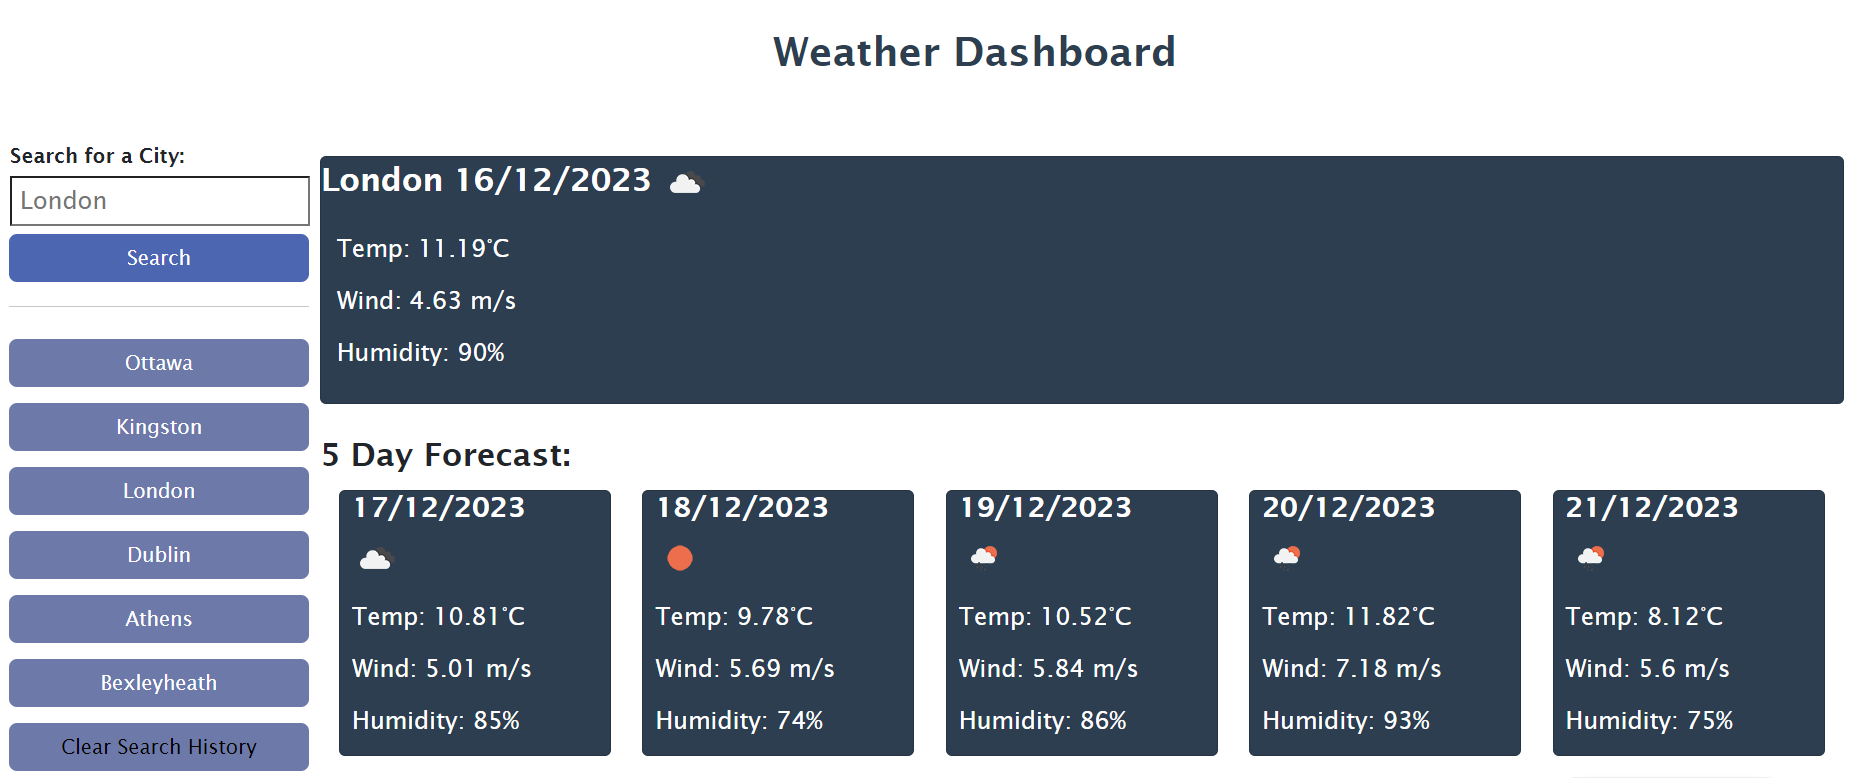 Weather Dashboard
Search for a City:
London
Search
Ottawa
Kingston
London
Dublin
Athens
Bexleyheath
Clear Search History
London 16/12/2023
Temp: 11.19°C
Wind: 4.63 m/s
Humidity: 90%
5 Day Forecast:
17/12/2023
Temp: 10.81°C
Wind: 5.01 m/s
Humidity: 85%
18/12/2023
Temp: 9.78°C
Wind: 5.69 m/s
Humidity: 74%
19/12/2023
Temp: 10.52°C
Wind: 5.84 m/s
Humidity: 86%
20/12/2023
Temp: 11.82°C
Wind: 7.18 m/s
Humidity: 93%
21/12/2023
Temp: 8.12°C
Wind: 5.6 m/s
Humidity: 75%